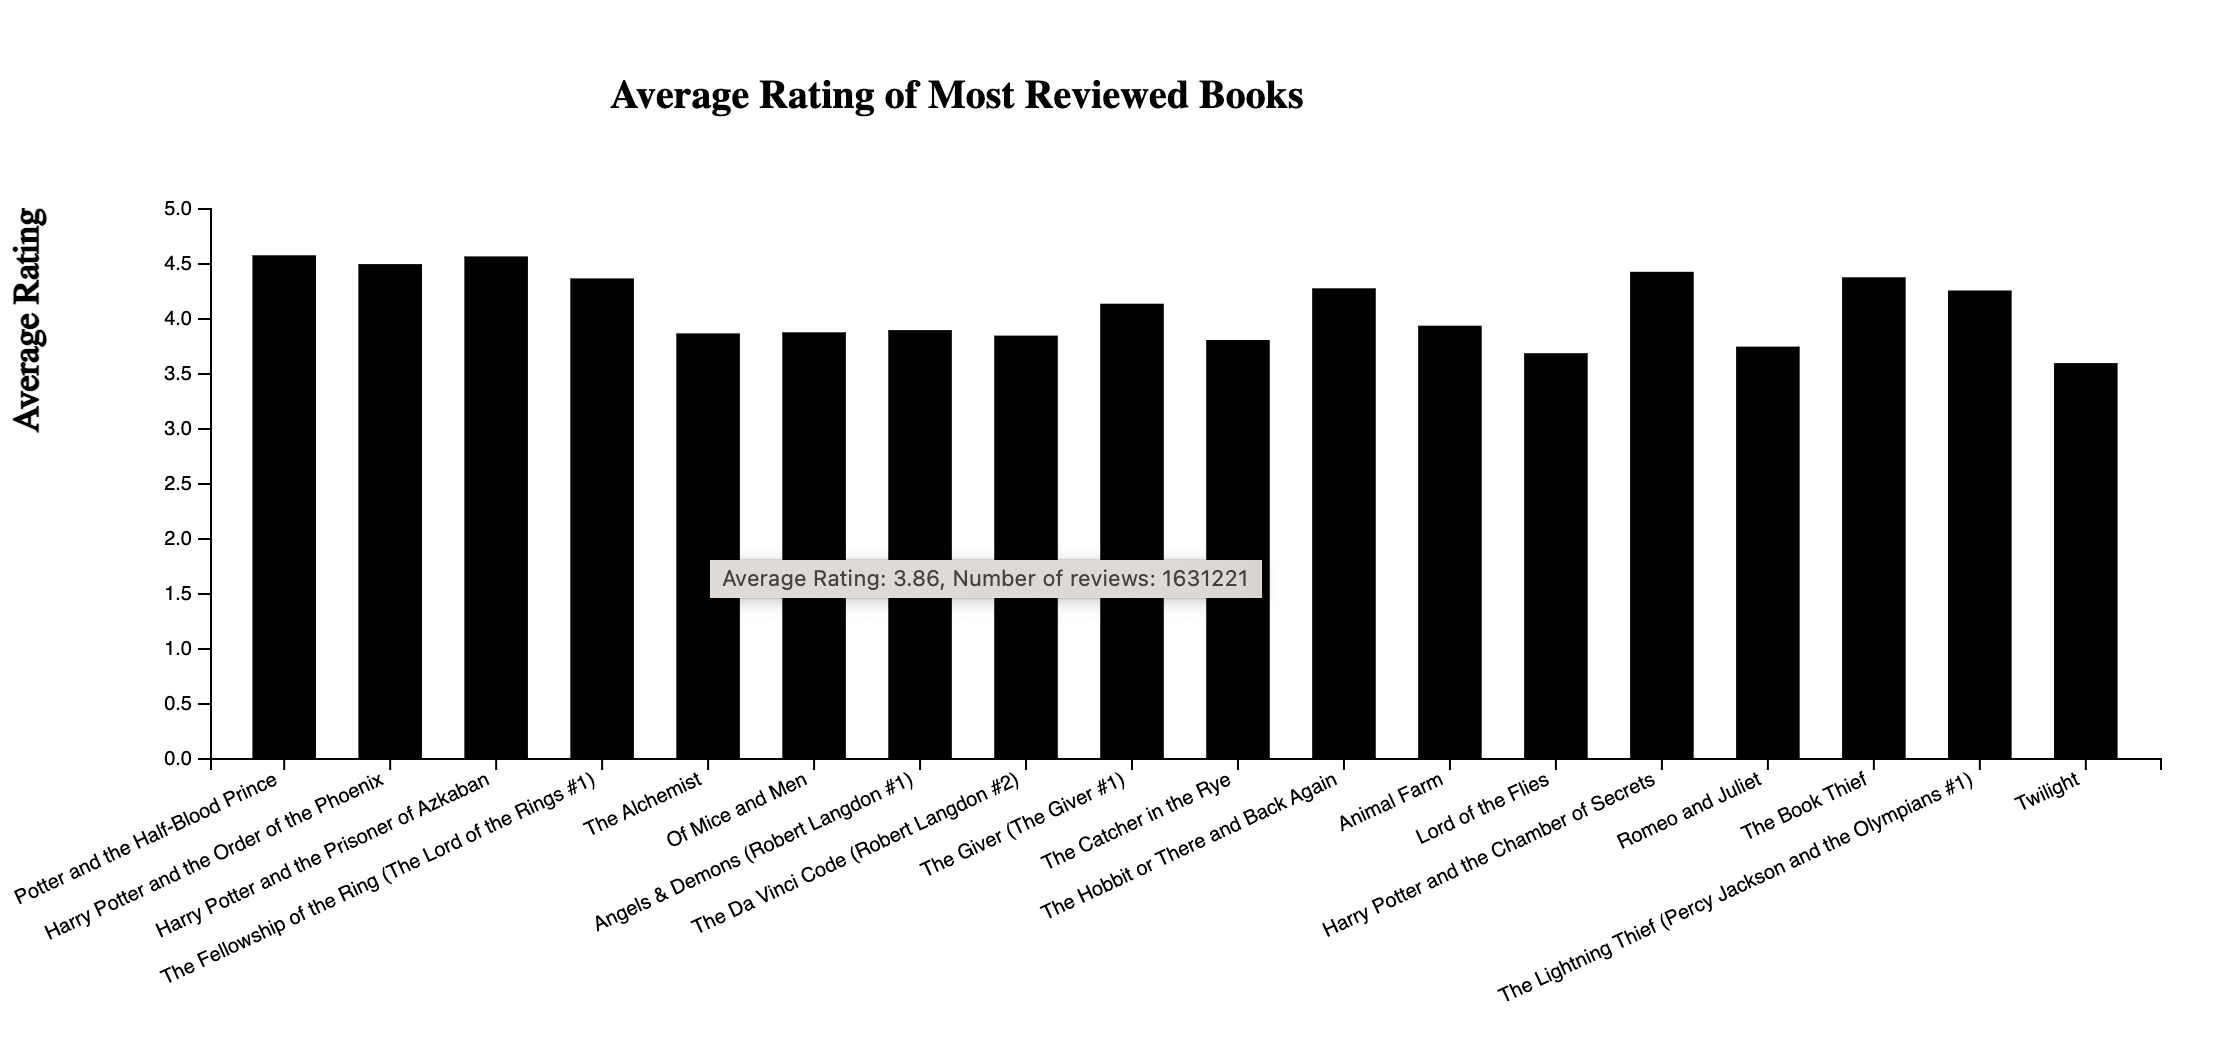 Average Rating of Most Reviewed Books
Average Rating
5.0
4.5
4.0
3.5
3.0
2.5
2.0
1.5
1.0
0.5
0.0
Average Rating: 3.86, Number of reviews: 1631221
Potter and the Half-Blood Prince
Harry Potter and the Order of the Phoenix
Harry Potter and the Prisoner of Azkaban
The Fellowship of the Ring (The Lord of the Rings #1)
The Alchemist
Of Mice and Men
Angels & Demons (Robert Langdon #1)
The Da Vinci Code (Robert Langdon #2)
The Giver (The Giver #1)
The Catcher in the Rye
The Hobbit or There and Back Again
Animal Farm
Lord of the Flies
Harry Potter and the Chamber of Secrets
Romeo and Juliet
The Book Thief
The Lightning Thief (Percy Jackson and the Olympians #1)
Twilight